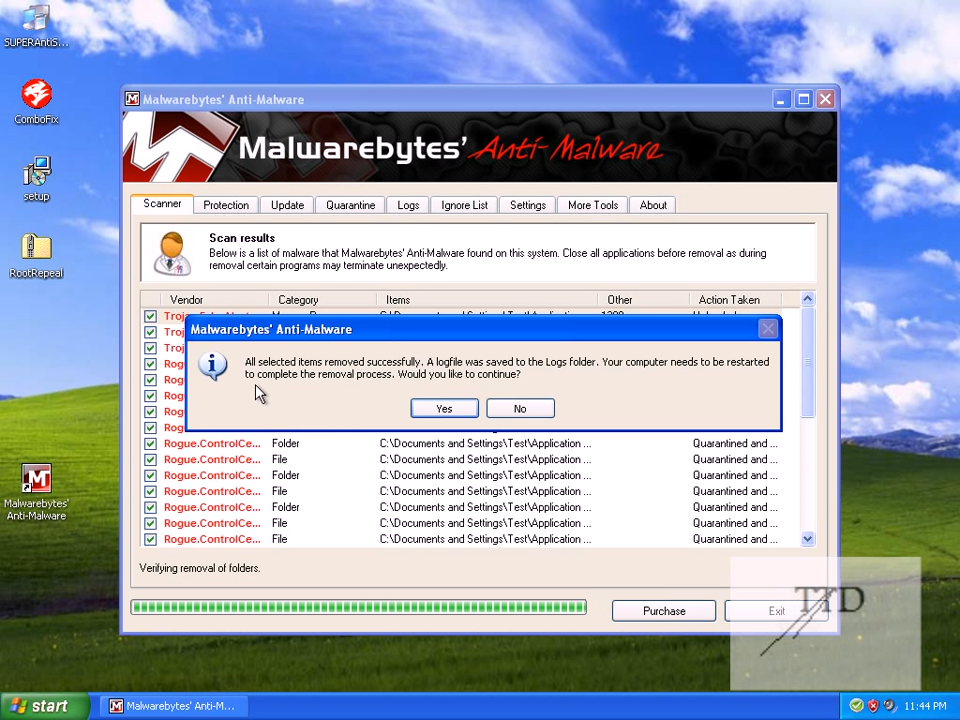 SUPERAntiS...
ComboFix
setup
RootRepeal
Malwarebytes'
Anti-Malware
Malwarebytes' Anti-Malware
Malwarebytes' Anti-Malware
Scanner Protection Update Quarantine Logs Ignore List Settings More Tools About
Scan results
Below is a list of malware that Malwarebytes' Anti-Malware found on this system. Close all applications before removal as during
removal certain programs may terminate unexpectedly.
Vendor Category Items Other Action Taken
Malwarebytes' Anti-Malware
All selected items removed successfully. A logfile was saved to the Logs folder. Your computer needs to be restarted
to complete the removal process. Would you like to continue?
Yes No
Rogue.ControlCe... Folder C:\Documents and Settings\Test\Application ... Quarantined and ...
Rogue.ControlCe... File C:\Documents and Settings\Test\Application ... Quarantined and ...
Rogue.ControlCe... Folder C:\Documents and Settings\Test\Application ... Quarantined and ...
Rogue.ControlCe... File C:\Documents and Settings\Test\Application ... Quarantined and ...
Rogue.ControlCe... Folder C:\Documents and Settings\Test\Application ... Quarantined and ...
Rogue.ControlCe... File C:\Documents and Settings\Test\Application ... Quarantined and ...
Rogue.ControlCe... File C:\Documents and Settings\Test\Application ... Quarantined and ...
Verifying removal of folders.
Purchase Exit
TTD
start Malwarebytes' Anti-M... 11:44 PM